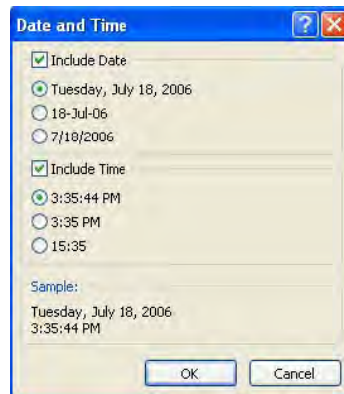 Date and Time
Include Date
Tuesday, July 18, 2006
18-Jul-06
7/18/2006
Include Time
3:35:44 PM
3:35 PM
15:35
Sample:
Tuesday, July 18, 2006
3:35:44 PM
OK Cancel